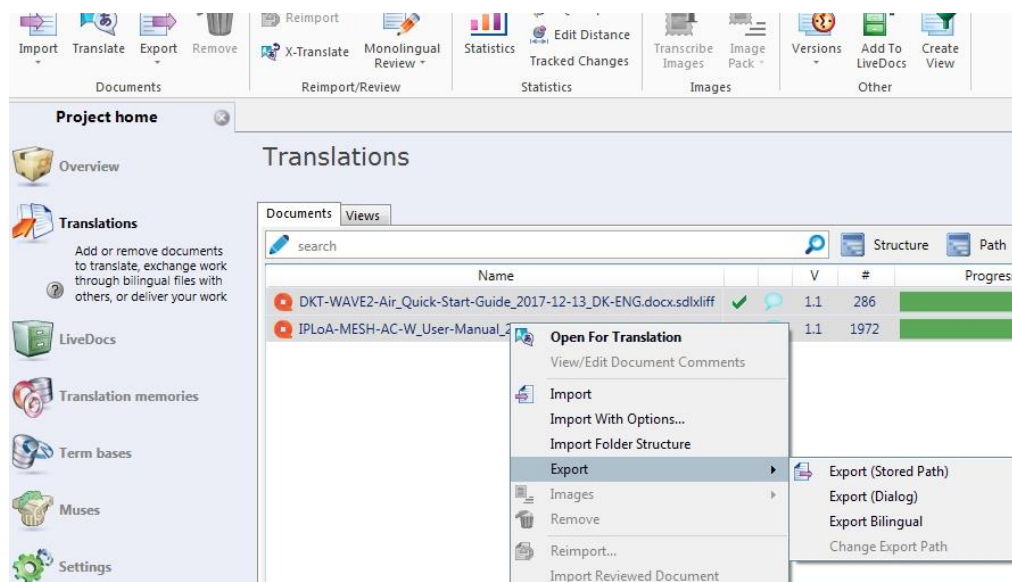 Reimport
Edit Distance
Import Translate Export Remove
X-Translate Monolingual Review
Statistics
Tracked Changes
Transcribe Images
Image Pack
Versions Add To LiveDocs Create View
Documents
Reimport/Review
Statistics
Images
Other
Project home
Overview
Translations
Translations
Add or remove documents
to translate, exchange work
through bilingual files with
others, or deliver your work
LiveDocs
Translation memories
Term bases
Muses
Settings
Documents Views
search
Structure Path
Name V # Progress
DKT-WAVE2-Air_Quick-Start-Guide_2017-12-13_DK-ENG.docx.sdlxliff 1.1 286
IPLoA-MESH-AC-W_User-Manual_2 1.1 1972
Open For Translation
View/Edit Document Comments
Import
Import With Options...
Import Folder Structure
Export
Images
Remove
Reimport...
Import Reviewed Document
Export (Stored Path)
Export (Dialog)
Export Bilingual
Change Export Path